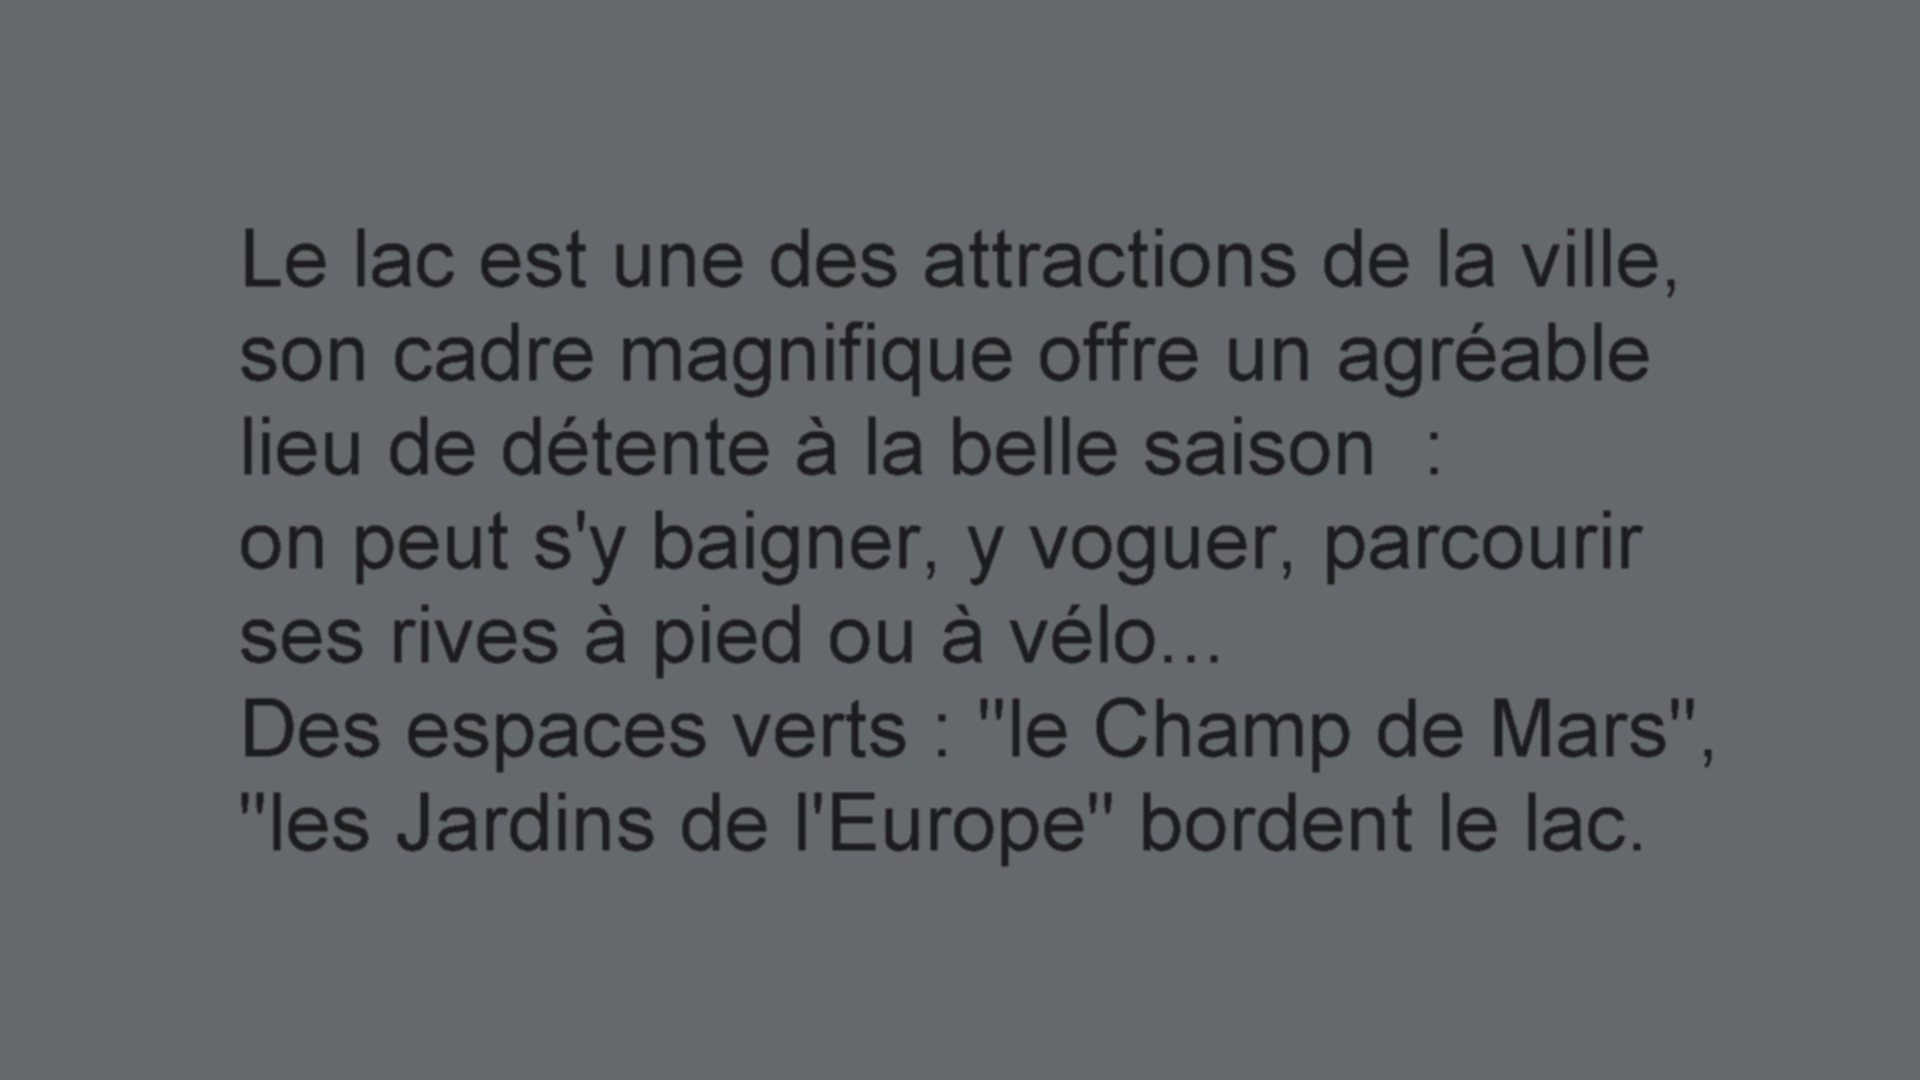 Le lac est une des attractions de la ville,
son cadre magnifique offre un agréable
lieu de détente à la belle saison  :
on peut s'y baigner, y voguer, parcourir
ses rives à pied ou à vélo...
Des espaces verts : "le Champ de Mars",
"les Jardins de l'Europe" bordent le lac.